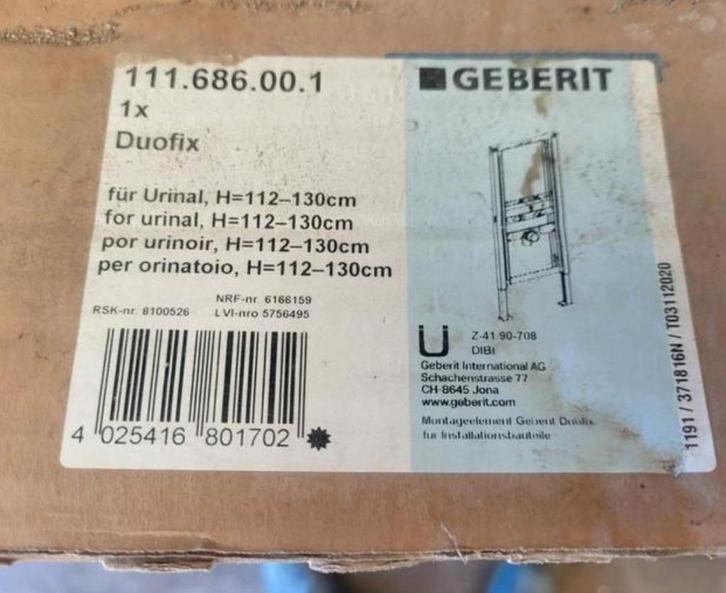 111.686.00.1
1x
Duofix
für Urinal, H=112–130cm
for urinal, H=112–130cm
por urinoir, H=112–130cm
per orinatoio, H=112–130cm
NRF-nr. 6166159
RSK-nr. 8100526 LVI-nro 5756495
4 025416 801702
GEBERIT
Z-41.90-708
DIBt
Geberit International AG
Schachenstrasse 77
CH-8645 Jona
www.geberit.com
Montageelement Geberit Duofix
für Installationsbauteile
1191 / 371816N / T03112020